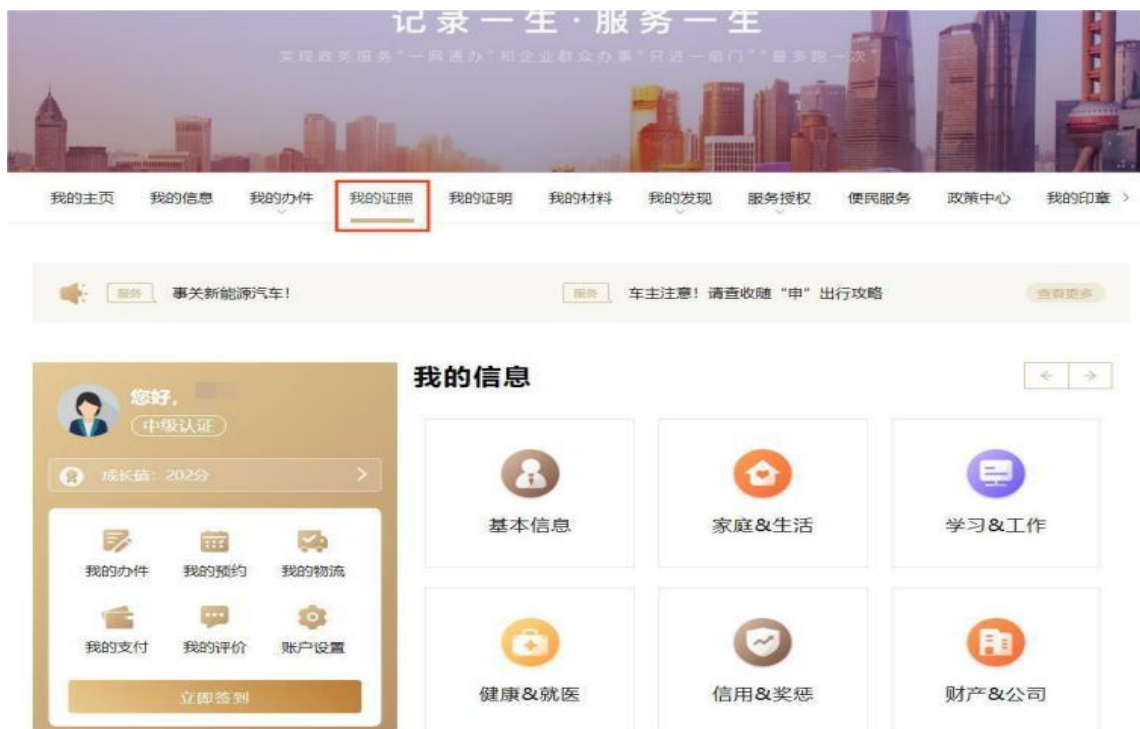 记录一生·服务一生
实现政务服务“一网通办”和企业群众办事“只进一扇门”“最多跑一次”
我的主页 我的信息 我的办件 我的证照 我的证明 我的材料 我的发现 服务授权 便民服务 政策中心 我的印章 >
服务 事关新能源汽车! 服务 车主注意! 请查收随“申”出行攻略 查看更多
您好,
中级认证
成长值: 202分 >
我的办件 我的预约 我的物流
我的支付 我的评价 账户设置
立即签到
我的信息
基本信息 家庭&生活 学习&工作
健康&就医 信用&奖惩 财产&公司